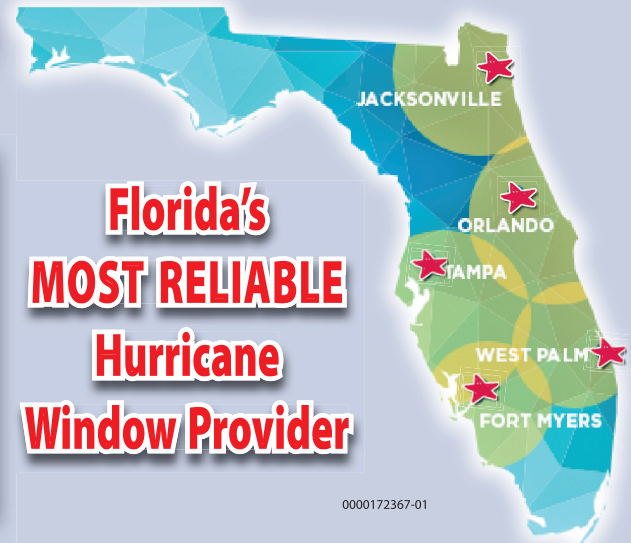 JACKSONVILLE
Florida's
MOST RELIABLE
Hurricane
Window Provider
ORLANDO
TAMPA
WEST PALM
FORT MYERS
0000172367-01